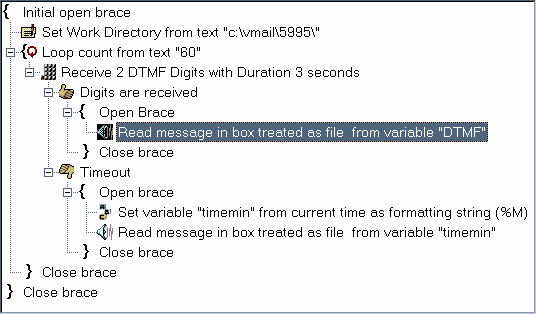 { Initial open brace
Set Work Directory from text "c:\vmail\5995\"
{ Loop count from text "60"
Receive 2 DTMF Digits with Duration 3 seconds
Digits are received
{ Open Brace
Read message in box treated as file  from variable "DTMF"
} Close brace
Timeout
{ Open brace
Set variable "timemin" from current time as formatting string (%M)
Read message in box treated as file  from variable "timemin"
} Close brace
} Close brace
} Close brace